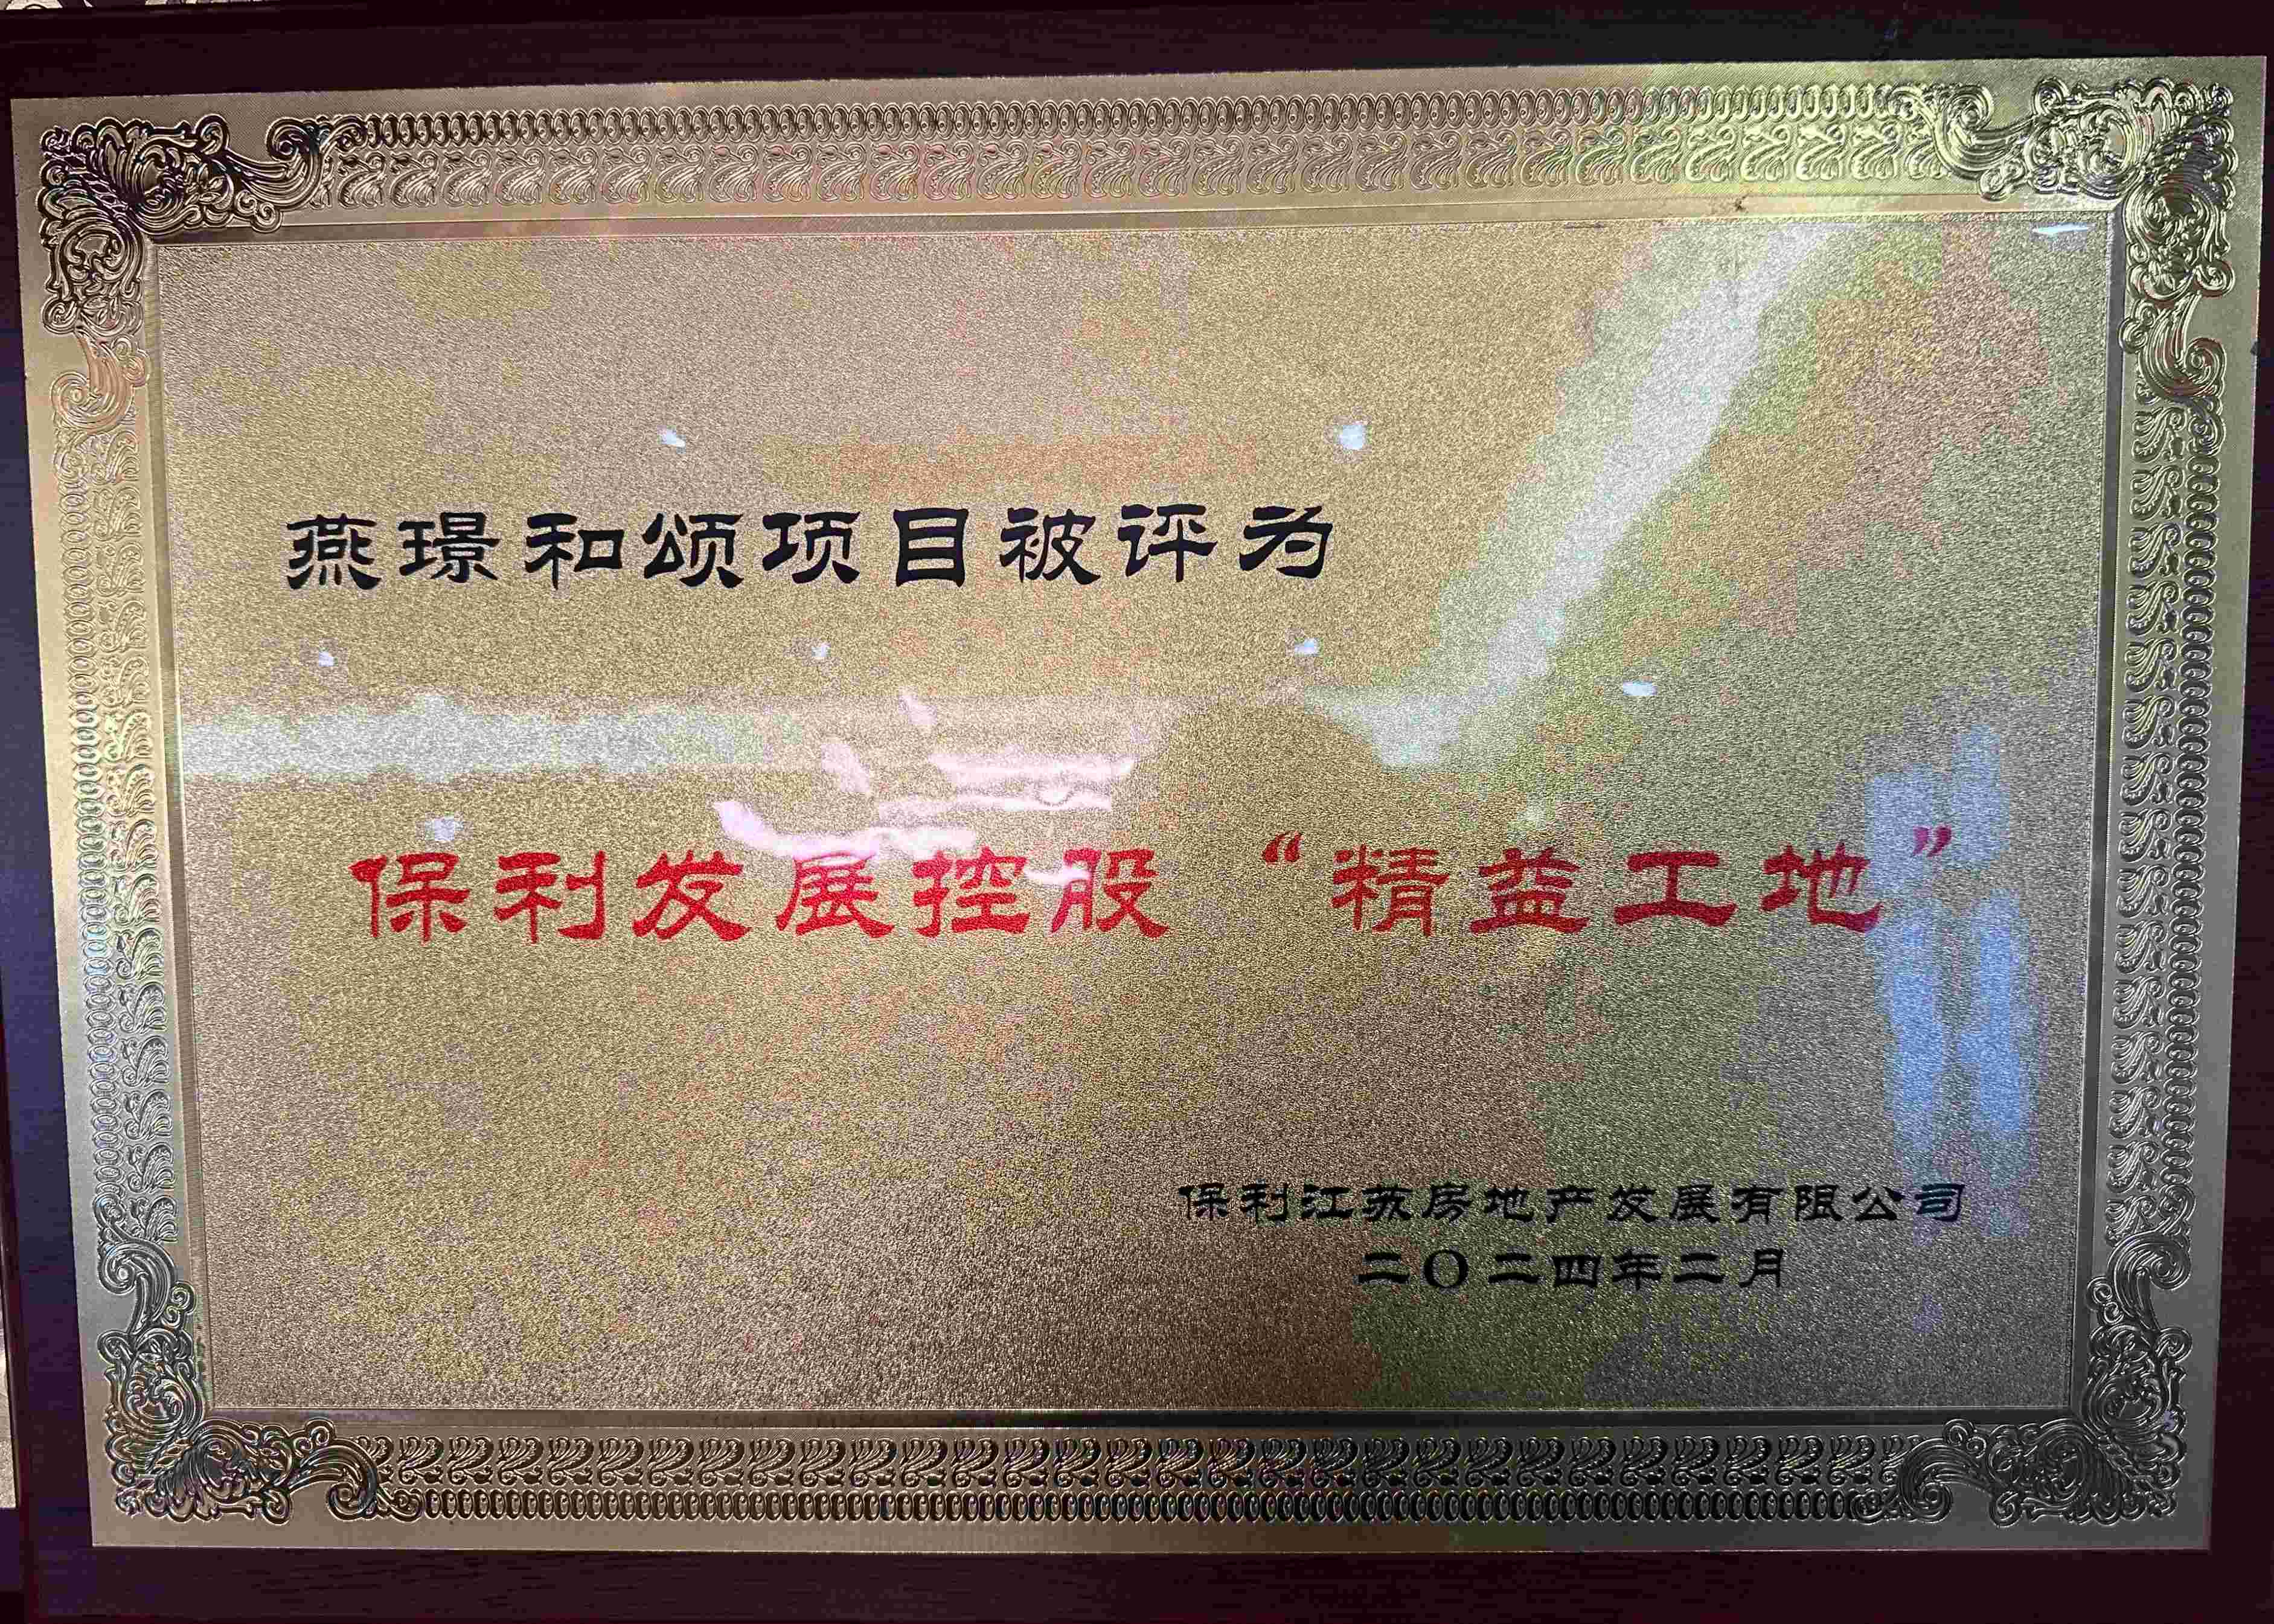 燕璟和颂项目被评为
保利发展控股“精益工地”
保利江苏房地产发展有限公司
二〇二四年二月